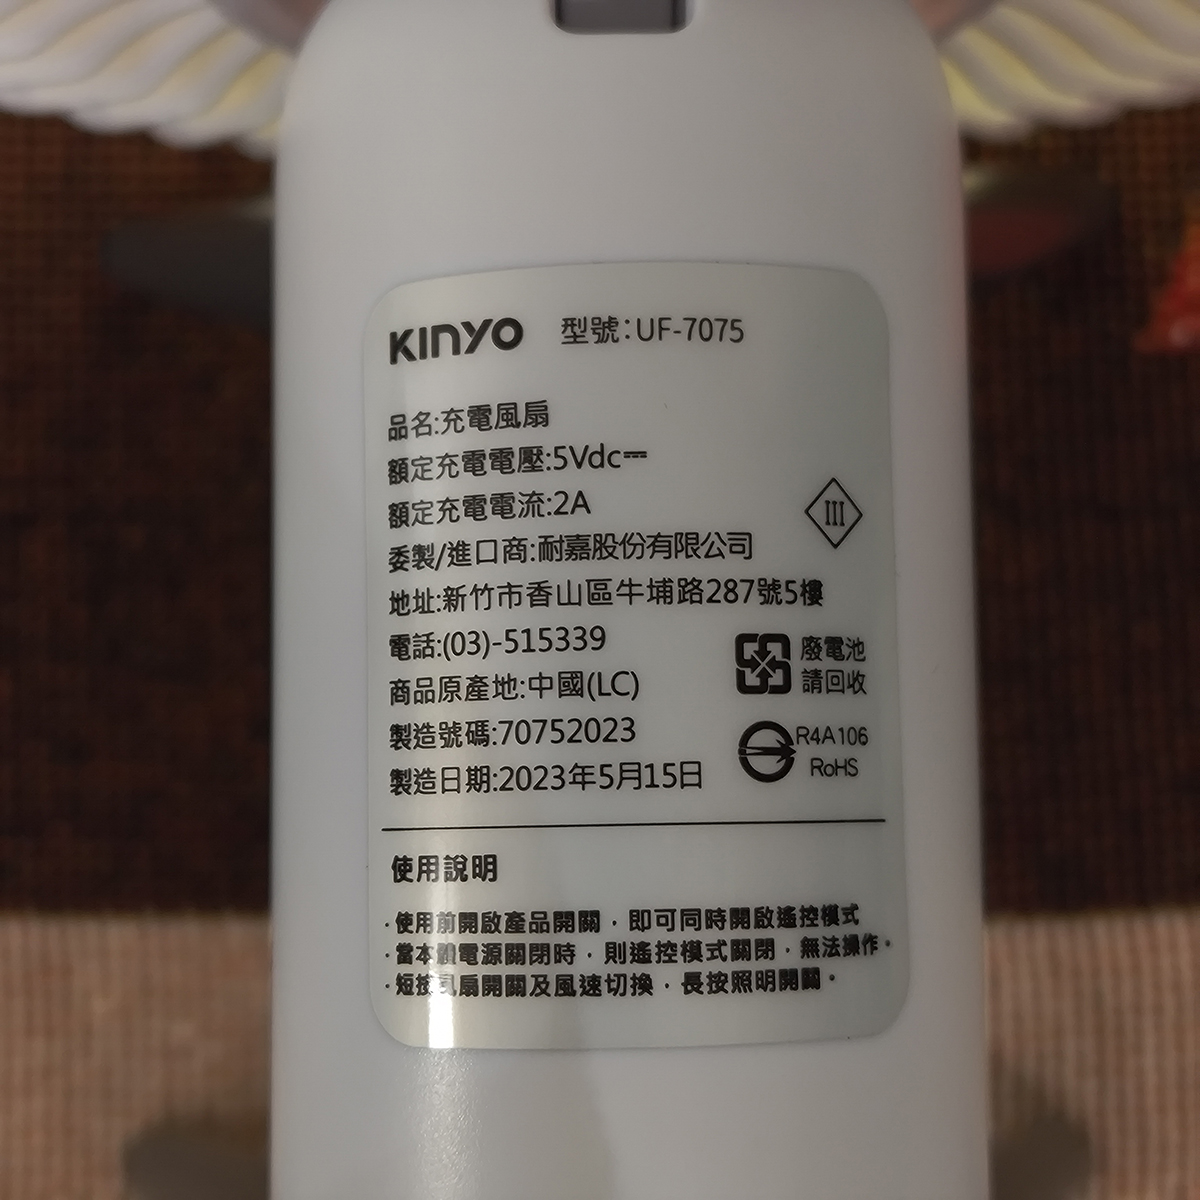 KINYO 型號:UF-7075
品名:充電風扇
額定充電電壓:5Vdc⎓
額定充電電流:2A
III
委製/進口商:耐嘉股份有限公司
地址:新竹市香山區牛埔路287號5樓
電話:(03)-515339
廢電池
請回收
商品原產地:中國(LC)
製造號碼:70752023
R4A106
RoHS
製造日期:2023年5月15日
使用說明
·使用前開啟產品開關,即可同時開啟遙控模式
·當本體電源關閉時,則遙控模式關閉,無法操作。
·短按風扇開關及風速切換,長按照明開關。